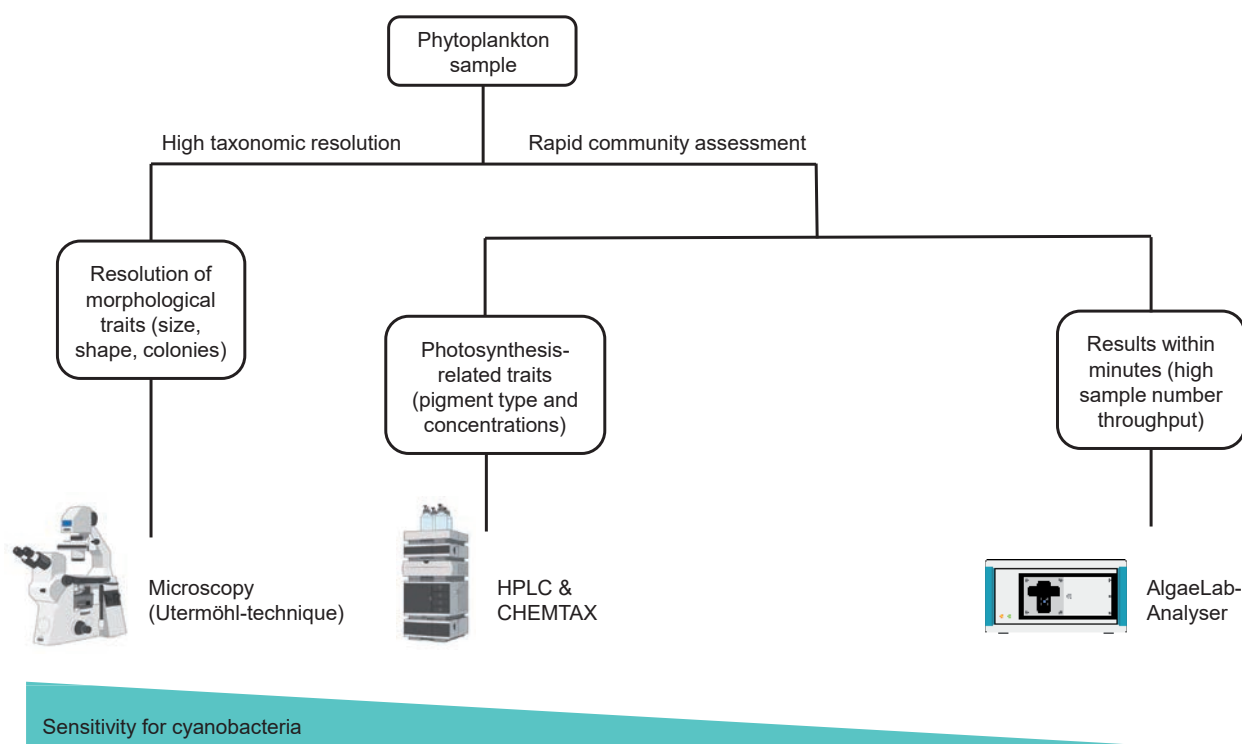 Phytoplankton
sample
High taxonomic resolution
Rapid community assessment
Resolution of
morphological
traits (size,
shape, colonies)
Photosynthesis-
related traits
(pigment type and
concentrations)
Results within
minutes (high
sample number
throughput)
Microscopy
(Utermöhl-technique)
HPLC &
CHEMTAX
AlgaeLab-
Analyser
Sensitivity for cyanobacteria